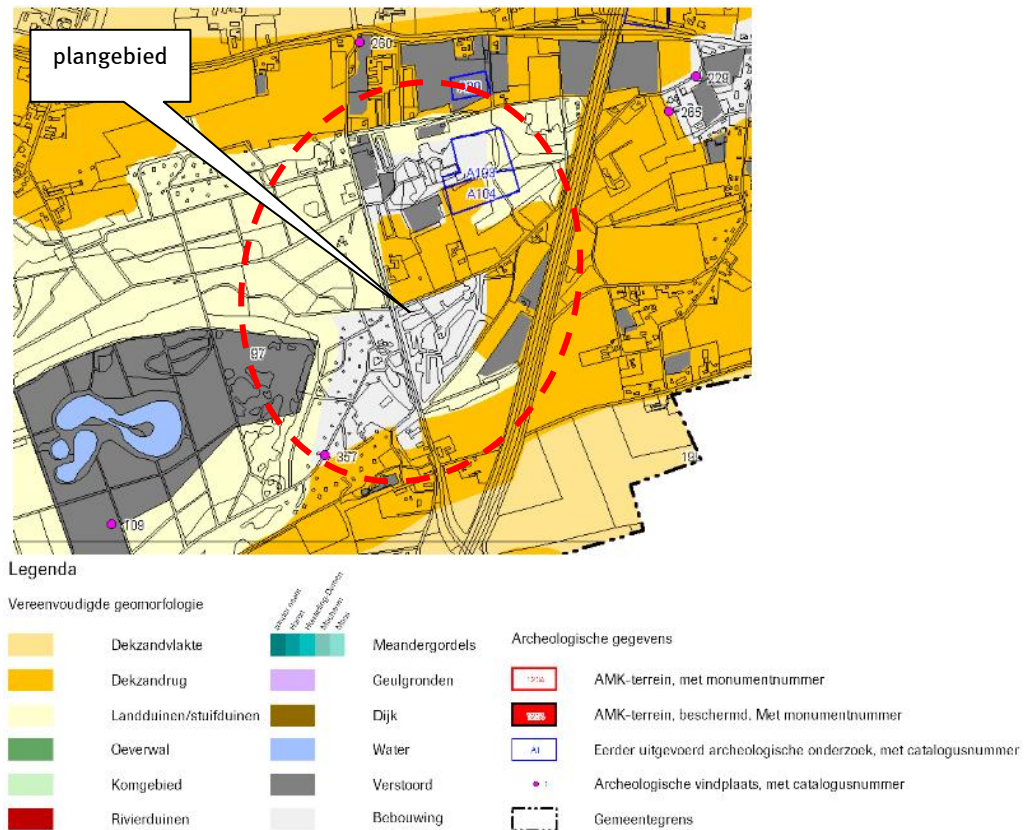 plangebied
260
229
265
A103
A104
97
357
109
19
Legenda
Vereenvoudigde geomorfologie
Archeologische gegevens
Dekzandvlakte
Meandergordels
AMK-terrein, met monumentnummer
Dekzandrug
Geulgronden
AMK-terrein, beschermd. Met monumentnummer
Landduinen/stuifduinen
Dijk
Oeverwal
Water
A1
Eerder uitgevoerd archeologische onderzoek, met catalogusnummer
Komgebied
Verstoord
1
Archeologische vindplaats, met catalogusnummer
Rivierduinen
Bebouwing
Gemeentegrens